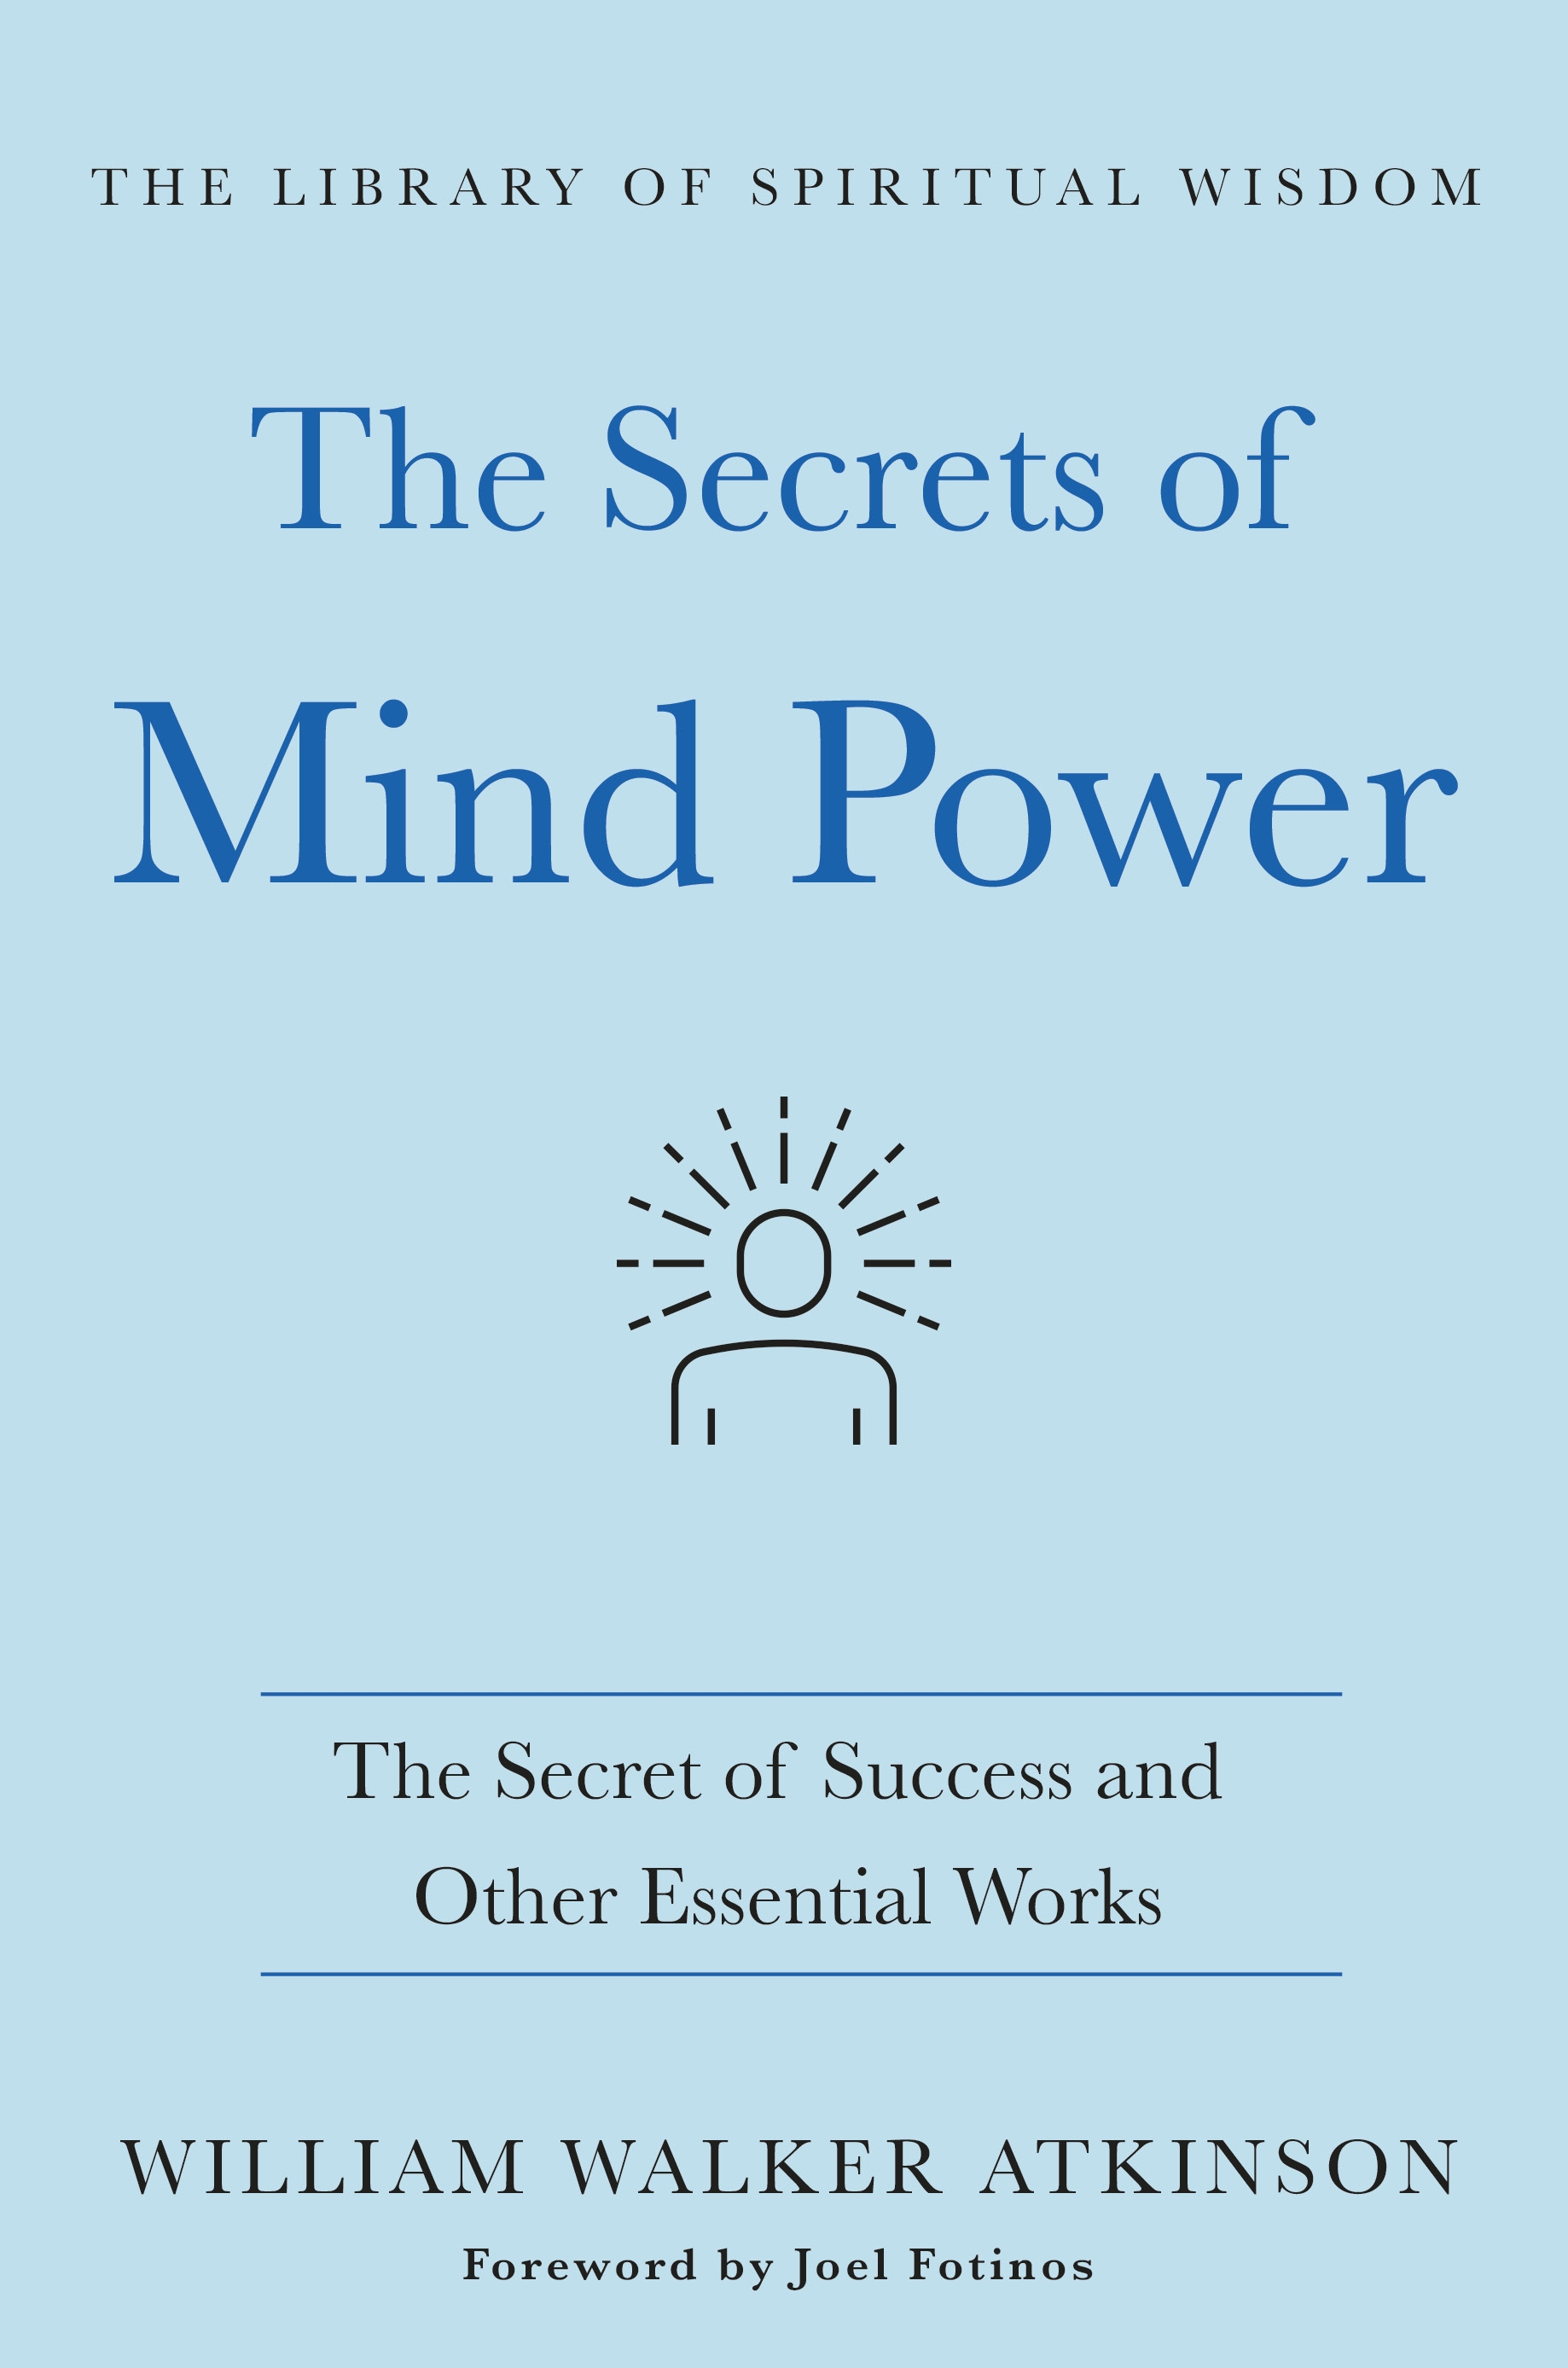 THE LIBRARY OF SPIRITUAL WISDOM
The Secrets of
Mind Power
The Secret of Success and
Other Essential Works
WILLIAM WALKER ATKINSON
Foreword by Joel Fotinos